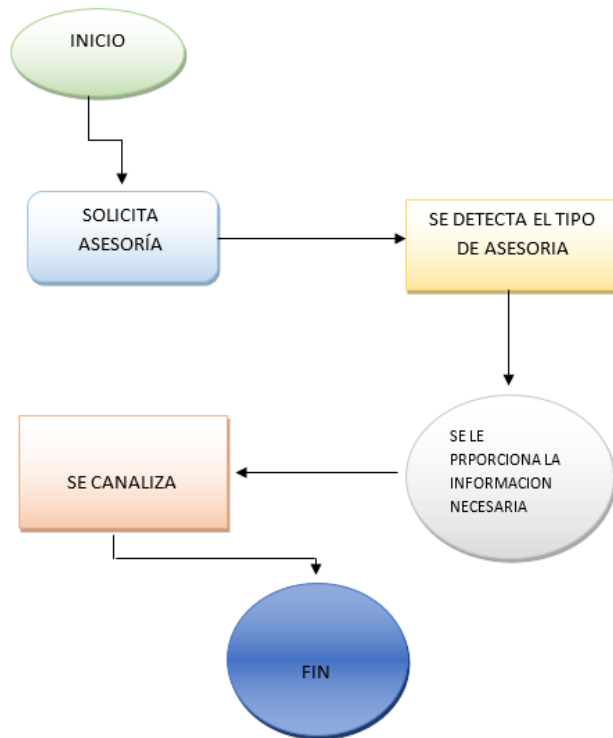 INICIO
SOLICITA
ASESORÍA
SE DETECTA EL TIPO
DE ASESORIA
SE LE
PRPORCIONA LA
INFORMACION
NECESARIA
SE CANALIZA
FIN